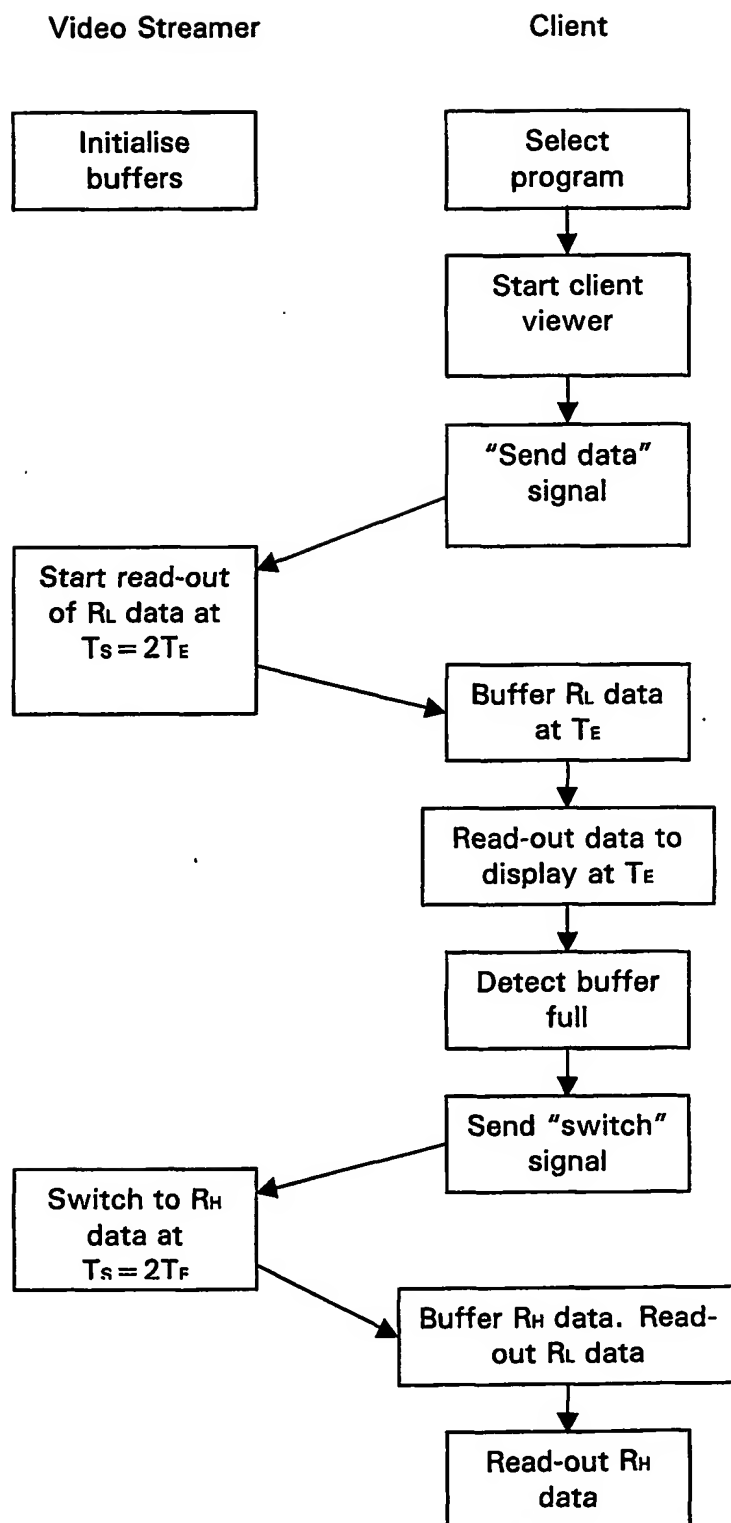 Video Streamer
Client
Initialise
buffers
Select
program
Start client
viewer
"Send data"
signal
Start read-out
of RL data at
Ts = 2TE
Buffer RL data
at TE
Read-out data to
display at TE
Detect buffer
full
Send "switch"
signal
Switch to RH
data at
Ts = 2TF
Buffer RH data. Read-
out RL data
Read-out RH
data